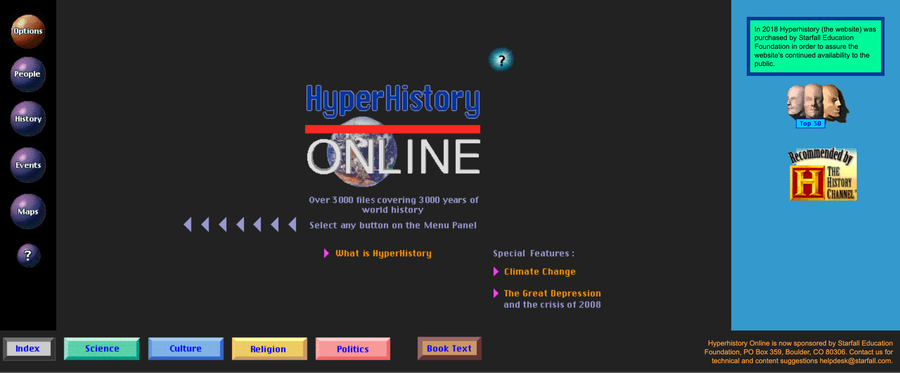 Options
People
History
Events
Maps
?
?
HyperHistory
ONLINE
Over 3000 files covering 3000 years of
world history
Select any button on the Menu Panel
What is HyperHistory
Special Features :
Climate Change
The Great Depression
and the crisis of 2008
In 2018 Hyperhistory (the website) was
purchased by Starfall Education
Foundation in order to assure the
website's continued availability to the
public.
Top 50
Recommended by
H
THE
HISTORY
CHANNEL
Index
Science
Culture
Religion
Politics
Book Text
Hyperhistory Online is now sponsored by Starfall Education
Foundation, PO Box 359, Boulder, CO 80306. Contact us for
technical and content suggestions helpdesk@starfall.com.